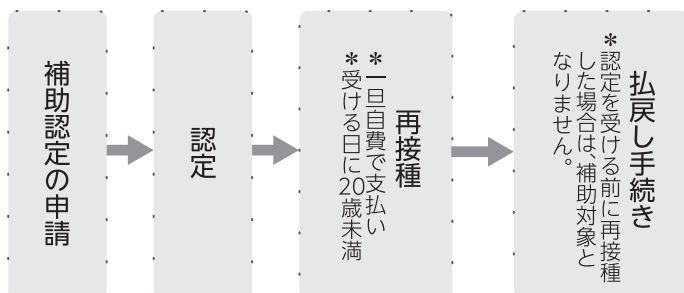 補助認定の申請
認定
再接種
＊一旦自費で支払い
＊受ける日に20歳未満
払戻し手続き
＊認定を受ける前に再接種
した場合は、補助対象と
なりません。